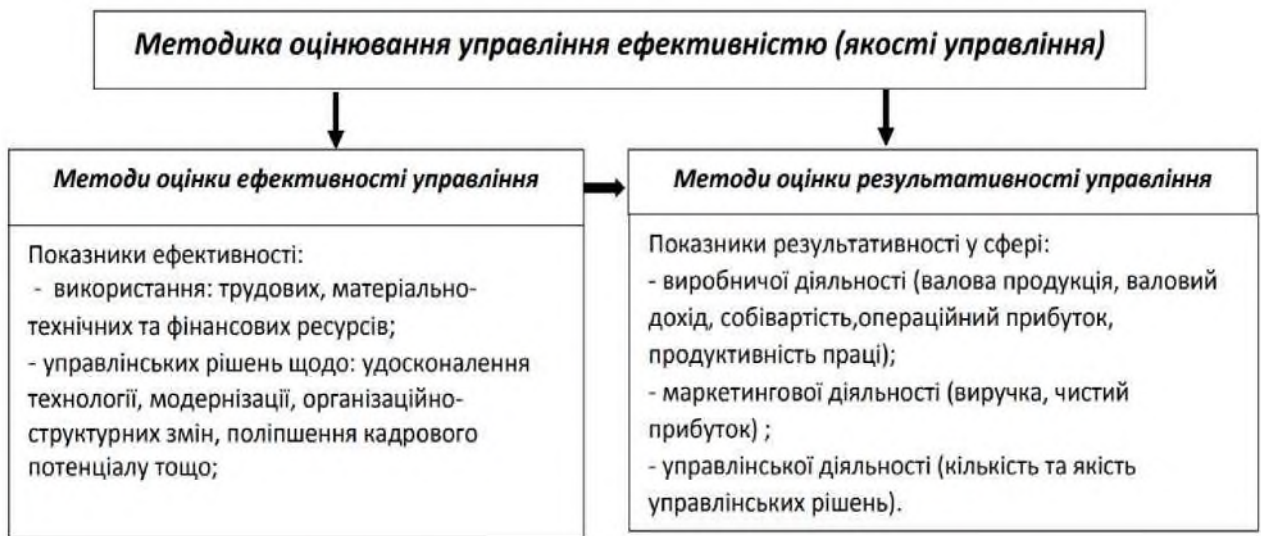 Методика оцінювання управління ефективністю (якості управління)
Методи оцінки ефективності управління
Показники ефективності:
- використання: трудових, матеріально-
технічних та фінансових ресурсів;
- управлінських рішень щодо: удосконалення
технології, модернізації, організаційно-
структурних змін, поліпшення кадрового
потенціалу тощо;
Методи оцінки результативності управління
Показники результативності у сфері:
- виробничої діяльності (валова продукція, валовий
дохід, собівартість,операційний прибуток,
продуктивність праці);
- маркетингової діяльності (виручка, чистий
прибуток) ;
- управлінської діяльності (кількість та якість
управлінських рішень).